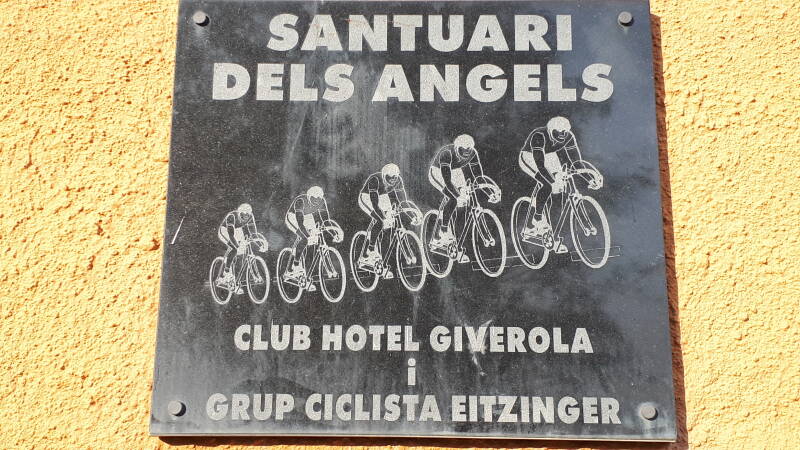 SANTUARI
DELS ANGELS
CLUB HOTEL GIVEROLA
i
GRUP CICLISTA EITZINGER